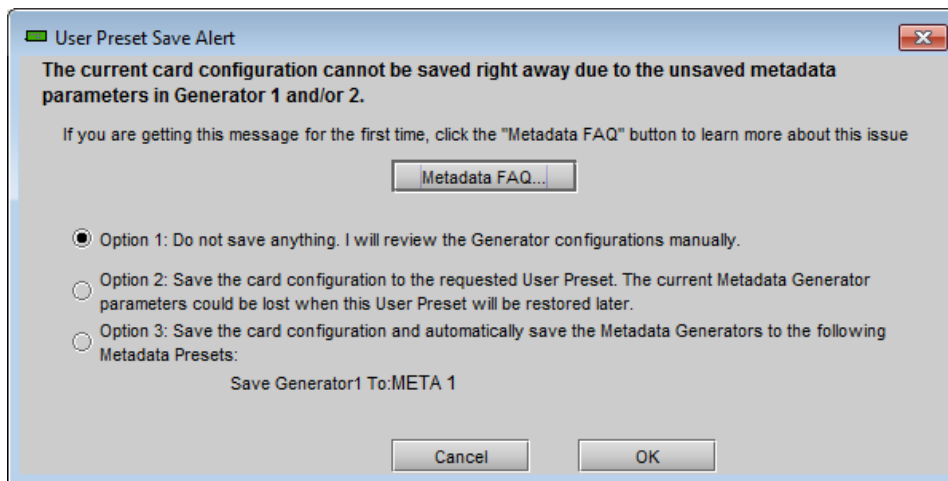 User Preset Save Alert
The current card configuration cannot be saved right away due to the unsaved metadata
parameters in Generator 1 and/or 2.
If you are getting this message for the first time, click the "Metadata FAQ" button to learn more about this issue
Metadata FAQ...
Option 1: Do not save anything. I will review the Generator configurations manually.
Option 2: Save the card configuration to the requested User Preset. The current Metadata Generator
parameters could be lost when this User Preset will be restored later.
Option 3: Save the card configuration and automatically save the Metadata Generators to the following
Metadata Presets:
Save Generator1 To:META 1
Cancel OK